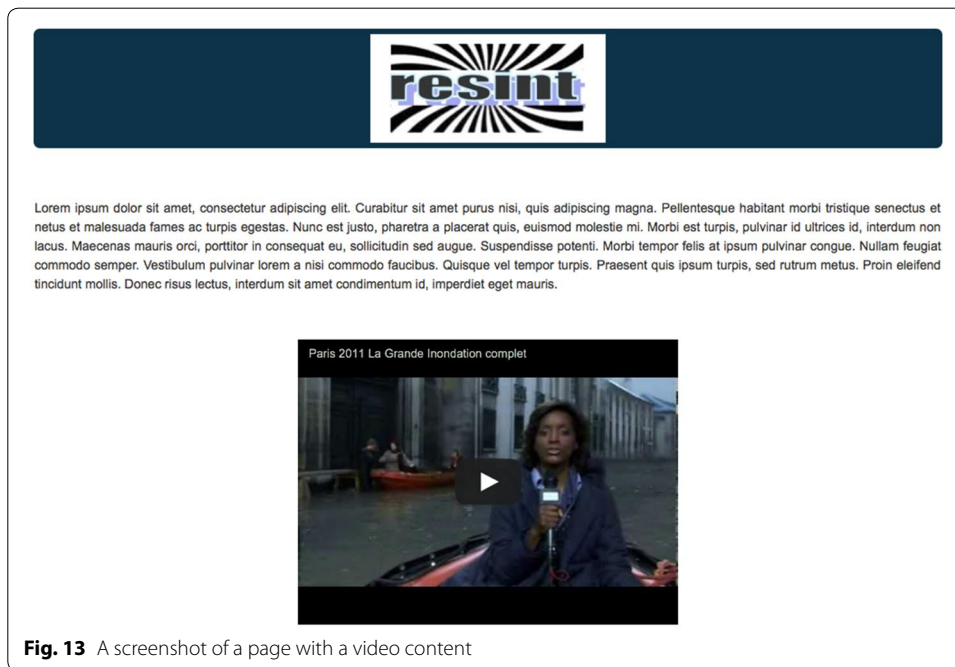 resint
Lorem ipsum dolor sit amet, consectetur adipiscing elit. Curabitur sit amet purus nisi, quis adipiscing magna. Pellentesque habitant morbi tristique senectus et
netus et malesuada fames ac turpis egestas. Nunc est justo, pharetra a placerat quis, euismod molestie mi. Morbi est turpis, pulvinar id ultrices id, interdum non
lacus. Maecenas mauris orci, porttitor in consequat eu, sollicitudin sed augue. Suspendisse potenti. Morbi tempor felis at ipsum pulvinar congue. Nullam feugiat
commodo semper. Vestibulum pulvinar lorem a nisi commodo faucibus. Quisque vel tempor turpis. Praesent quis ipsum turpis, sed rutrum metus. Proin eleifend
tincidunt mollis. Donec risus lectus, interdum sit amet condimentum id, imperdiet eget mauris.
Paris 2011 La Grande Inondation complet
Fig. 13 A screenshot of a page with a video content